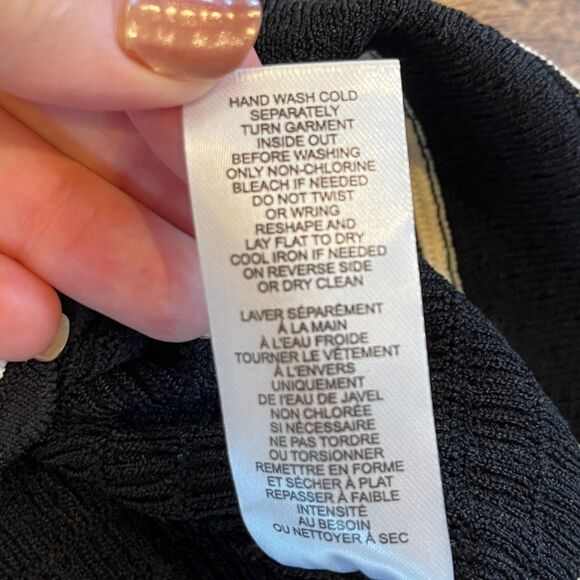 HAND WASH COLD
SEPARATELY
TURN GARMENT
INSIDE OUT
BEFORE WASHING
ONLY NON-CHLORINE
BLEACH IF NEEDED
DO NOT TWIST
OR WRING
RESHAPE AND
LAY FLAT TO DRY
COOL IRON IF NEEDED
ON REVERSE SIDE
OR DRY CLEAN
LAVER SÉPARÉMENT
À LA MAIN
À L'EAU FROIDE
TOURNER LE VÊTEMENT
À L'ENVERS
UNIQUEMENT
DE L'EAU DE JAVEL
NON CHLORÉE
SI NÉCESSAIRE
NE PAS TORDRE
OU TORSIONNER
REMETTRE EN FORME
ET SÉCHER À PLAT
REPASSER À FAIBLE
INTENSITÉ
AU BESOIN
OU NETTOYER À SEC